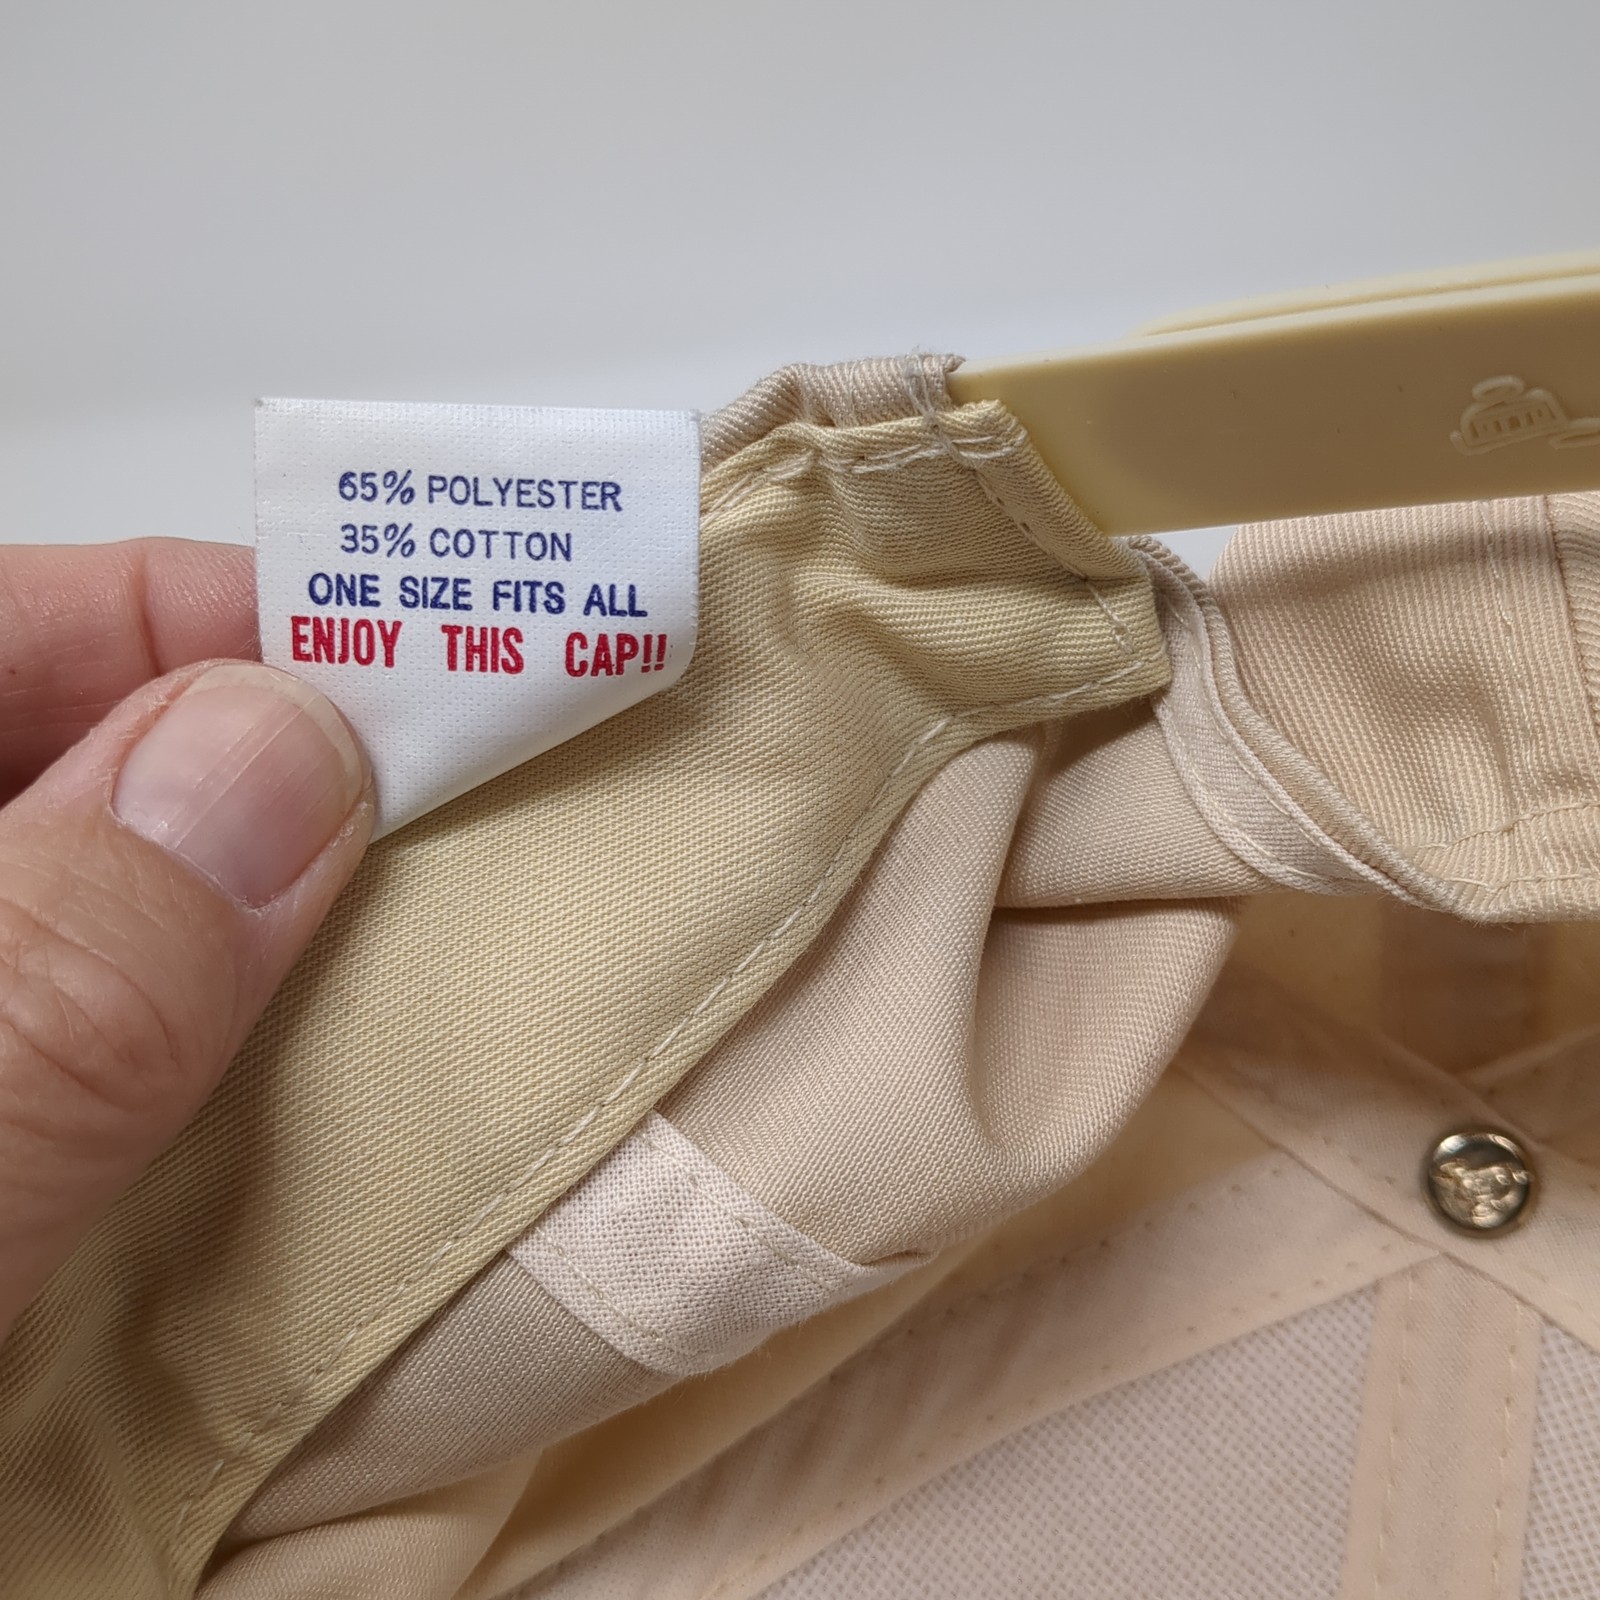 65% POLYESTER
35% COTTON
ONE SIZE FITS ALL
ENJOY THIS CAP!!